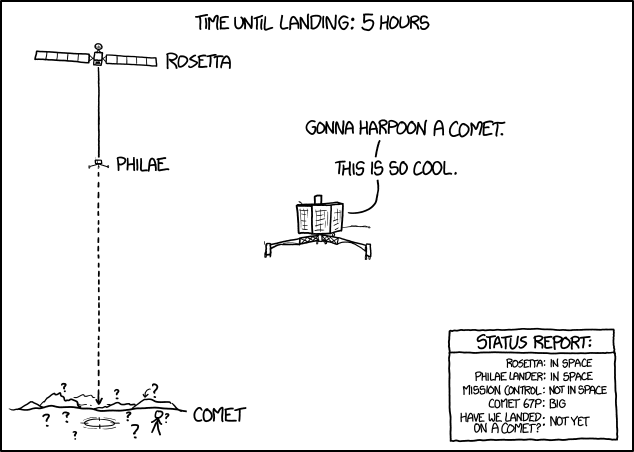 TIME UNTIL LANDING: 5 HOURS
ROSETTA
GONNA HARPOON A COMET.
PHILAE
THIS IS SO COOL.
STATUS REPORT:
ROSETTA: IN SPACE
PHILAE LANDER: IN SPACE
MISSION CONTROL: NOT IN SPACE
COMET 67P: BIG
HAVE WE LANDED
ON A COMET?: NOT YET
? ? ?
COMET
? ? ? ?
? ?